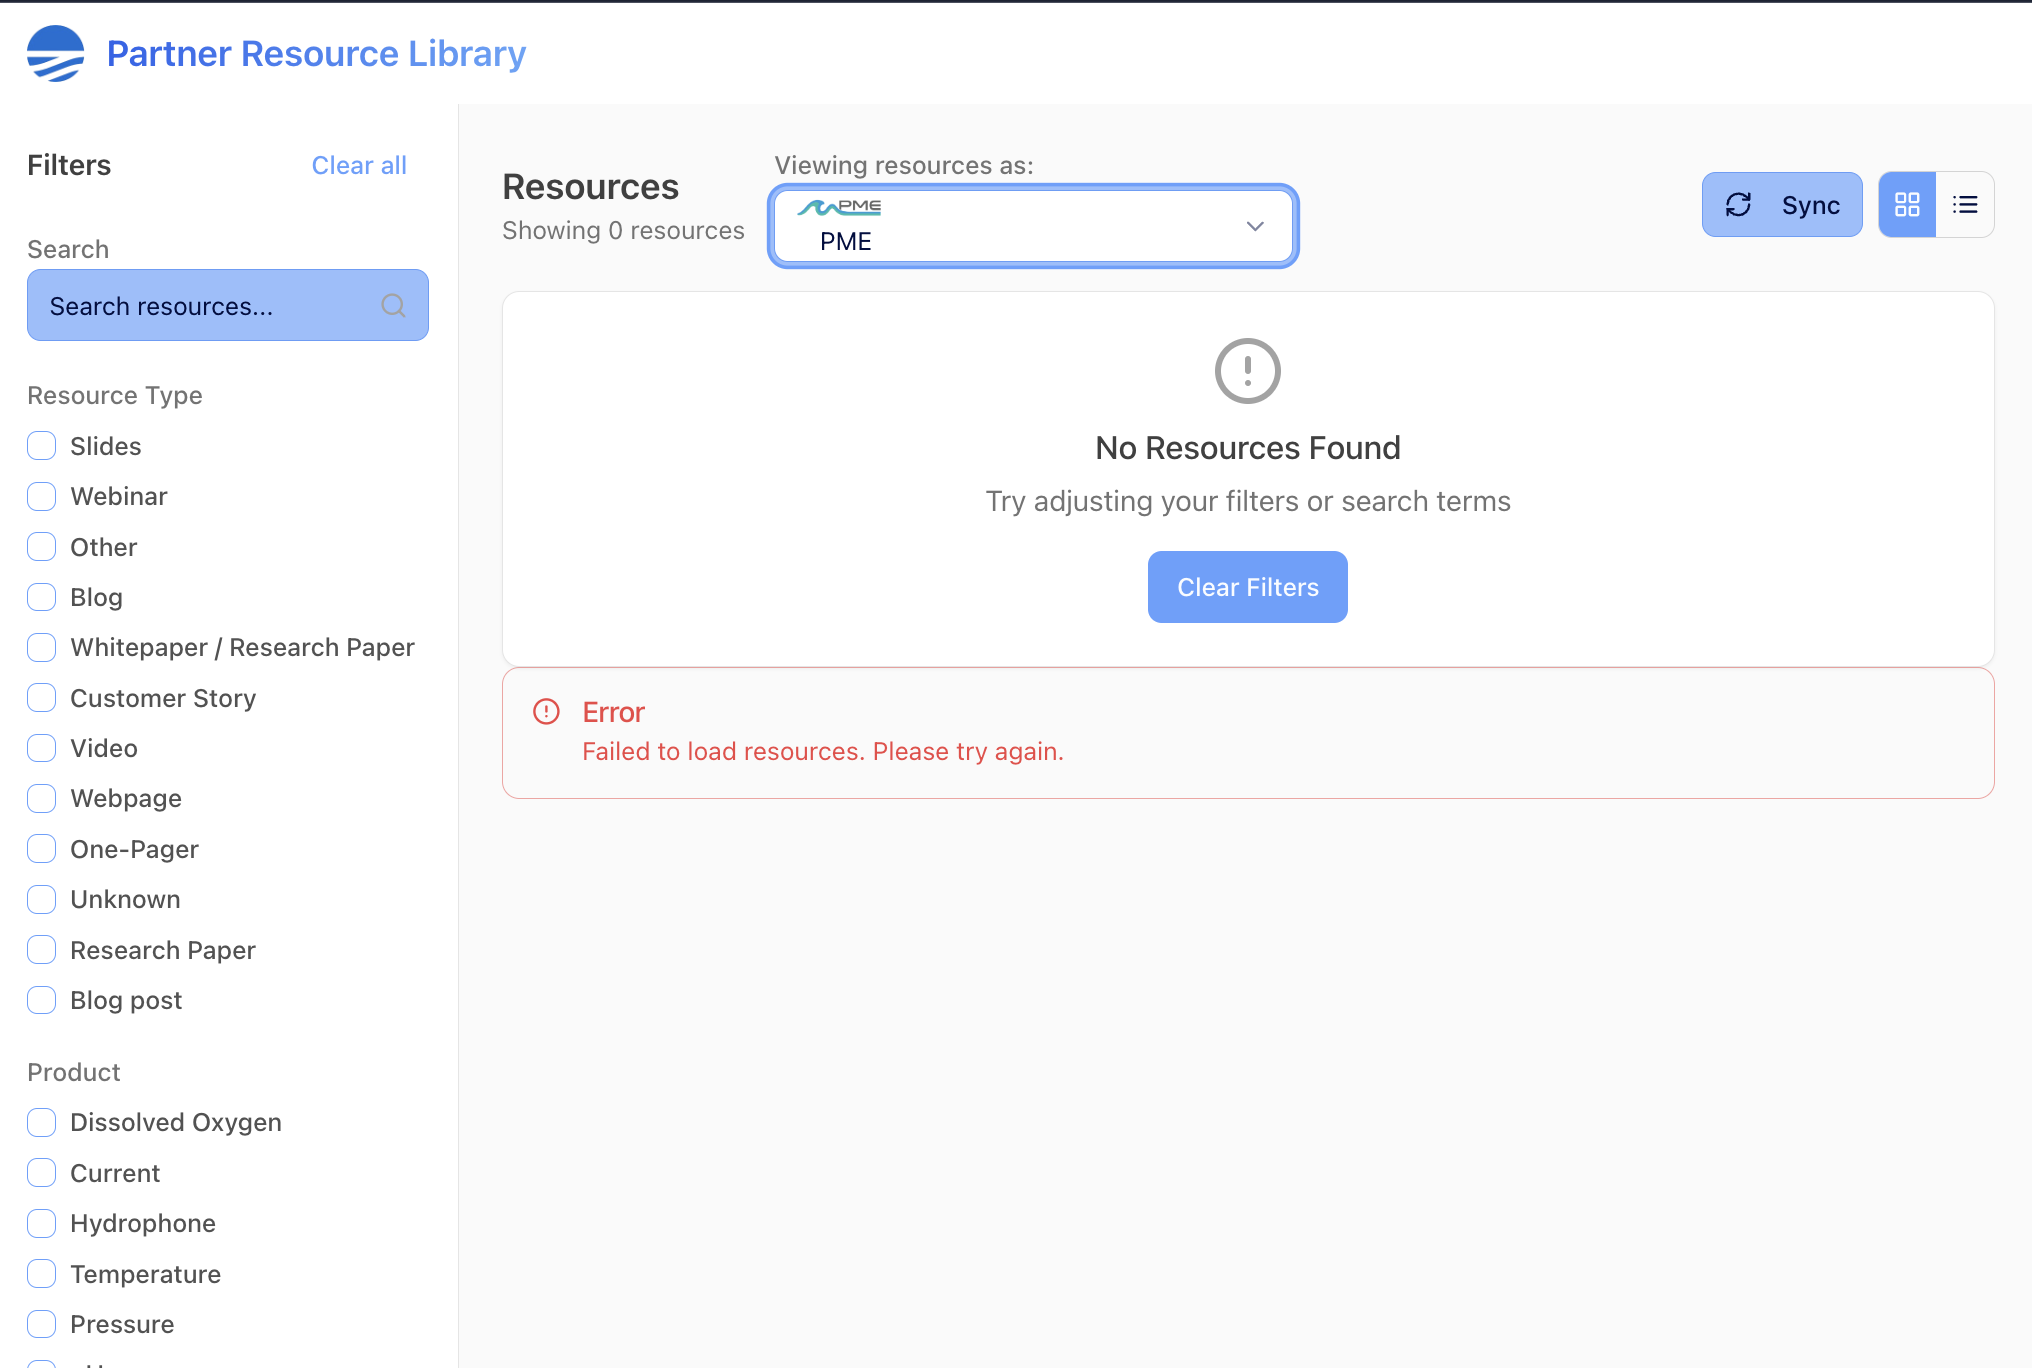 Partner Resource Library
Filters
Clear all
Search
Search resources...
Resource Type
Slides
Webinar
Other
Blog
Whitepaper / Research Paper
Customer Story
Video
Webpage
One-Pager
Unknown
Research Paper
Blog post
Product
Dissolved Oxygen
Current
Hydrophone
Temperature
Pressure
Resources
Showing 0 resources
Viewing resources as:
PME
PME
Sync
No Resources Found
Try adjusting your filters or search terms
Clear Filters
Error
Failed to load resources. Please try again.